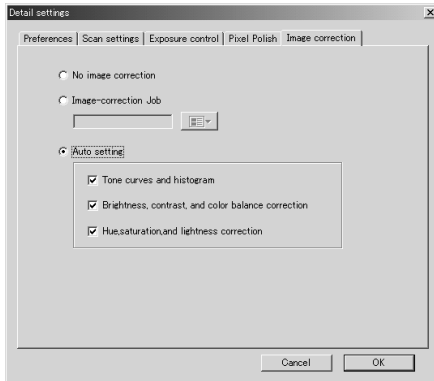 Detail settings
Preferences Scan settings Exposure control Pixel Polish Image correction
No image correction
Image-correction Job
Auto setting
Tone curves and histogram
Brightness, contrast, and color balance correction
Hue,saturation,and lightness correction
Cancel OK